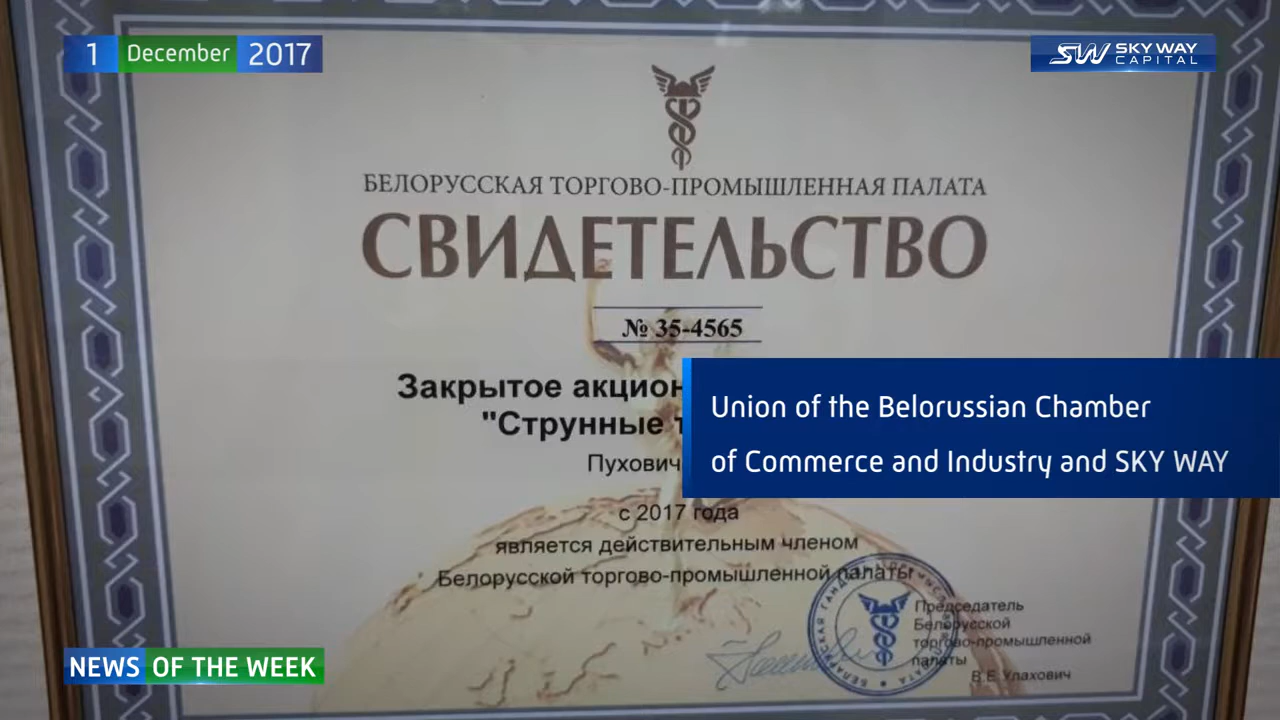 1 December 2017
SW SKY WAY
CAPITAL
БЕЛОРУССКАЯ ТОРГОВО-ПРОМЫШЛЕННАЯ ПАЛАТА
СВИДЕТЕЛЬСТВО
№ 35-4565
Закрытое акцион
"Струнные т
Union of the Belorussian Chamber
of Commerce and Industry and SKY WAY
Пухович
с 2017 года
является действительным членом
Белорусской торгово-промышленной палаты
Председатель
Белорусской
торгово-промышленной
палаты
В.Е.Улахович
NEWS OF THE WEEK